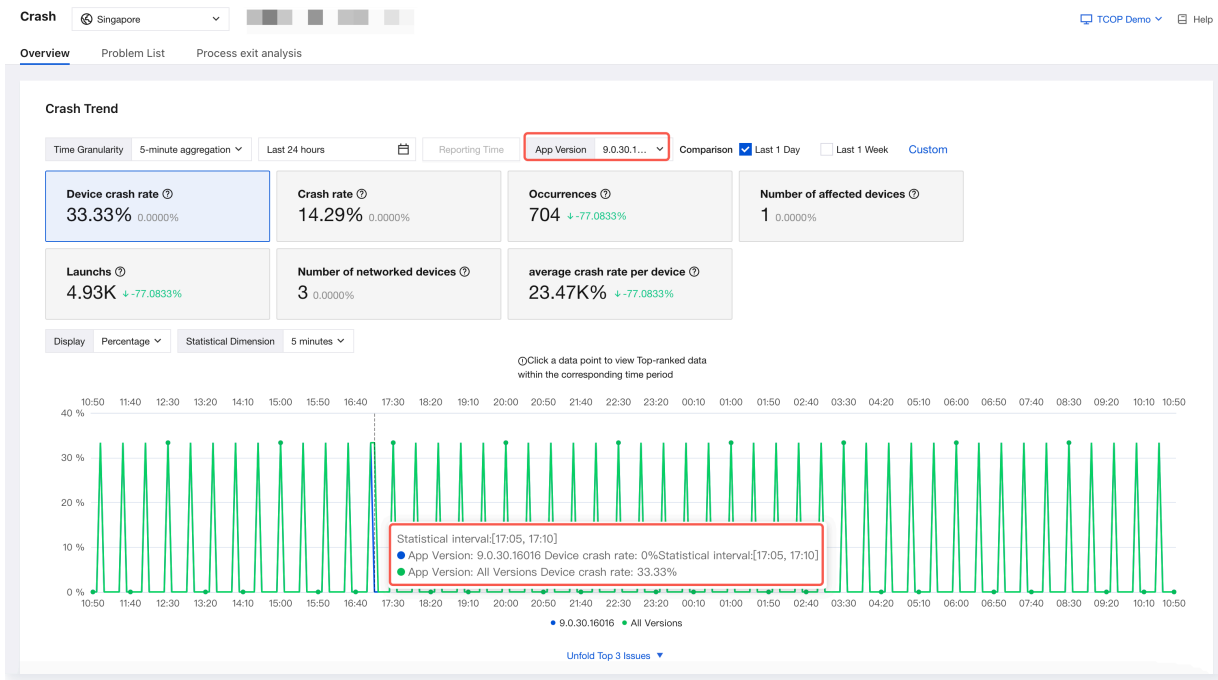 Crash Singapore TCOP Demo Help
Overview Problem List Process exit analysis
Crash Trend
Time Granularity 5-minute aggregation Last 24 hours Reporting Time App Version 9.0.30.1... Comparison Last 1 Day Last 1 Week Custom
Device crash rate ? Crash rate ? Occurrences ? Number of affected devices ?
33.33% 0.0000% 14.29% 0.0000% 704 ↓-77.0833% 1 0.0000%
Launchs ? Number of networked devices ? average crash rate per device ?
4.93K ↓-77.0833% 3 0.0000% 23.47K% ↓-77.0833%
Display Percentage Statistical Dimension 5 minutes
Click a data point to view Top-ranked data
within the corresponding time period
10:50 11:40 12:30 13:20 14:10 15:00 15:50 16:40 17:30 18:20 19:10 20:00 20:50 21:40 22:30 23:20 00:10 01:00 01:50 02:40 03:30 04:20 05:10 06:00 06:50 07:40 08:30 09:20 10:10 10:50
40 %
30 %
20 %
10 %
0 %
Statistical interval:[17:05, 17:10]
App Version: 9.0.30.16016 Device crash rate: 0%Statistical interval:[17:05, 17:10]
App Version: All Versions Device crash rate: 33.33%
10:50 11:40 12:30 13:20 14:10 15:00 15:50 16:40 17:30 18:20 19:10 20:00 20:50 21:40 22:30 23:20 00:10 01:00 01:50 02:40 03:30 04:20 05:10 06:00 06:50 07:40 08:30 09:20 10:10 10:50
9.0.30.16016 All Versions
Unfold Top 3 Issues ▼